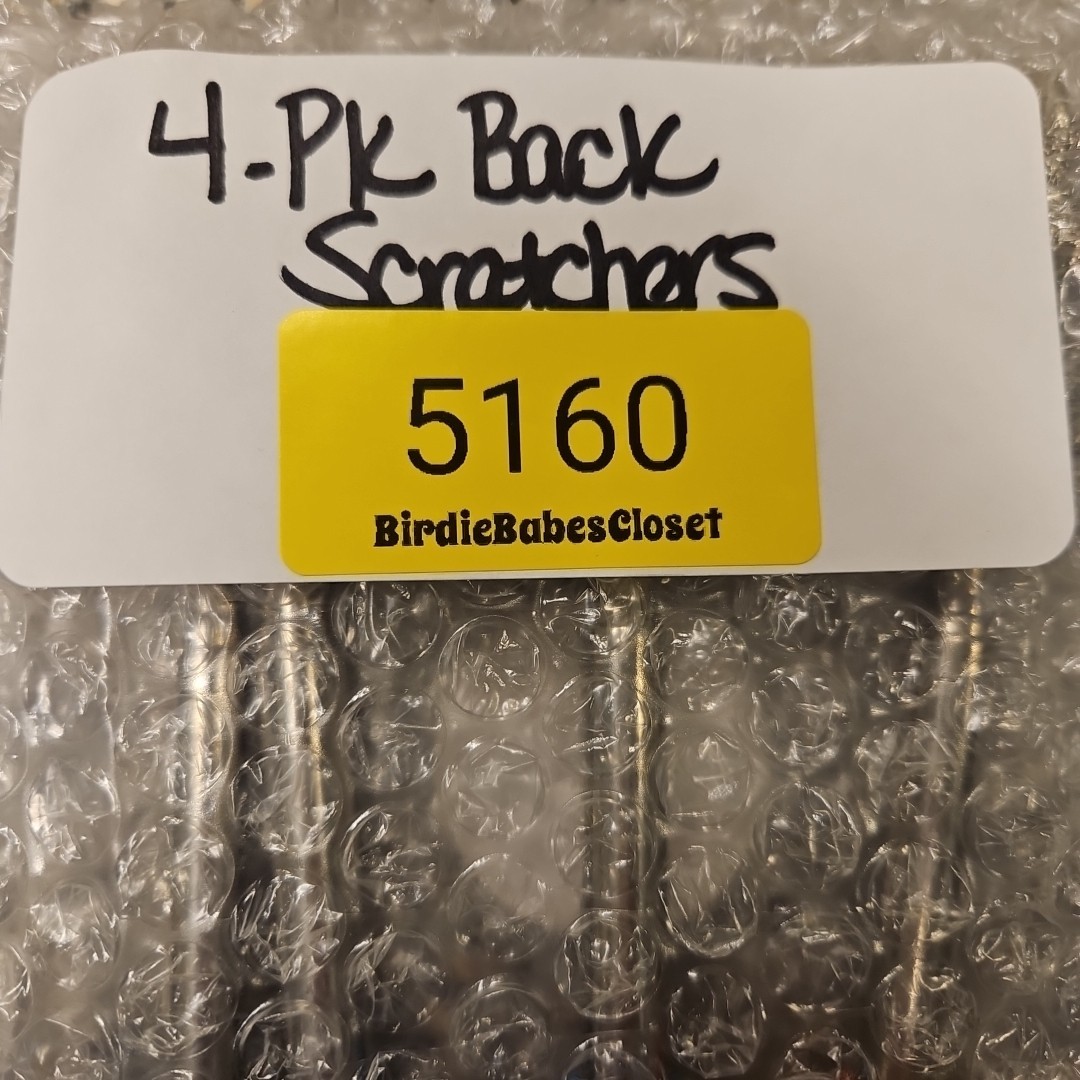 4-PK Back
Scratchers
5160
BirdieBabesCloset